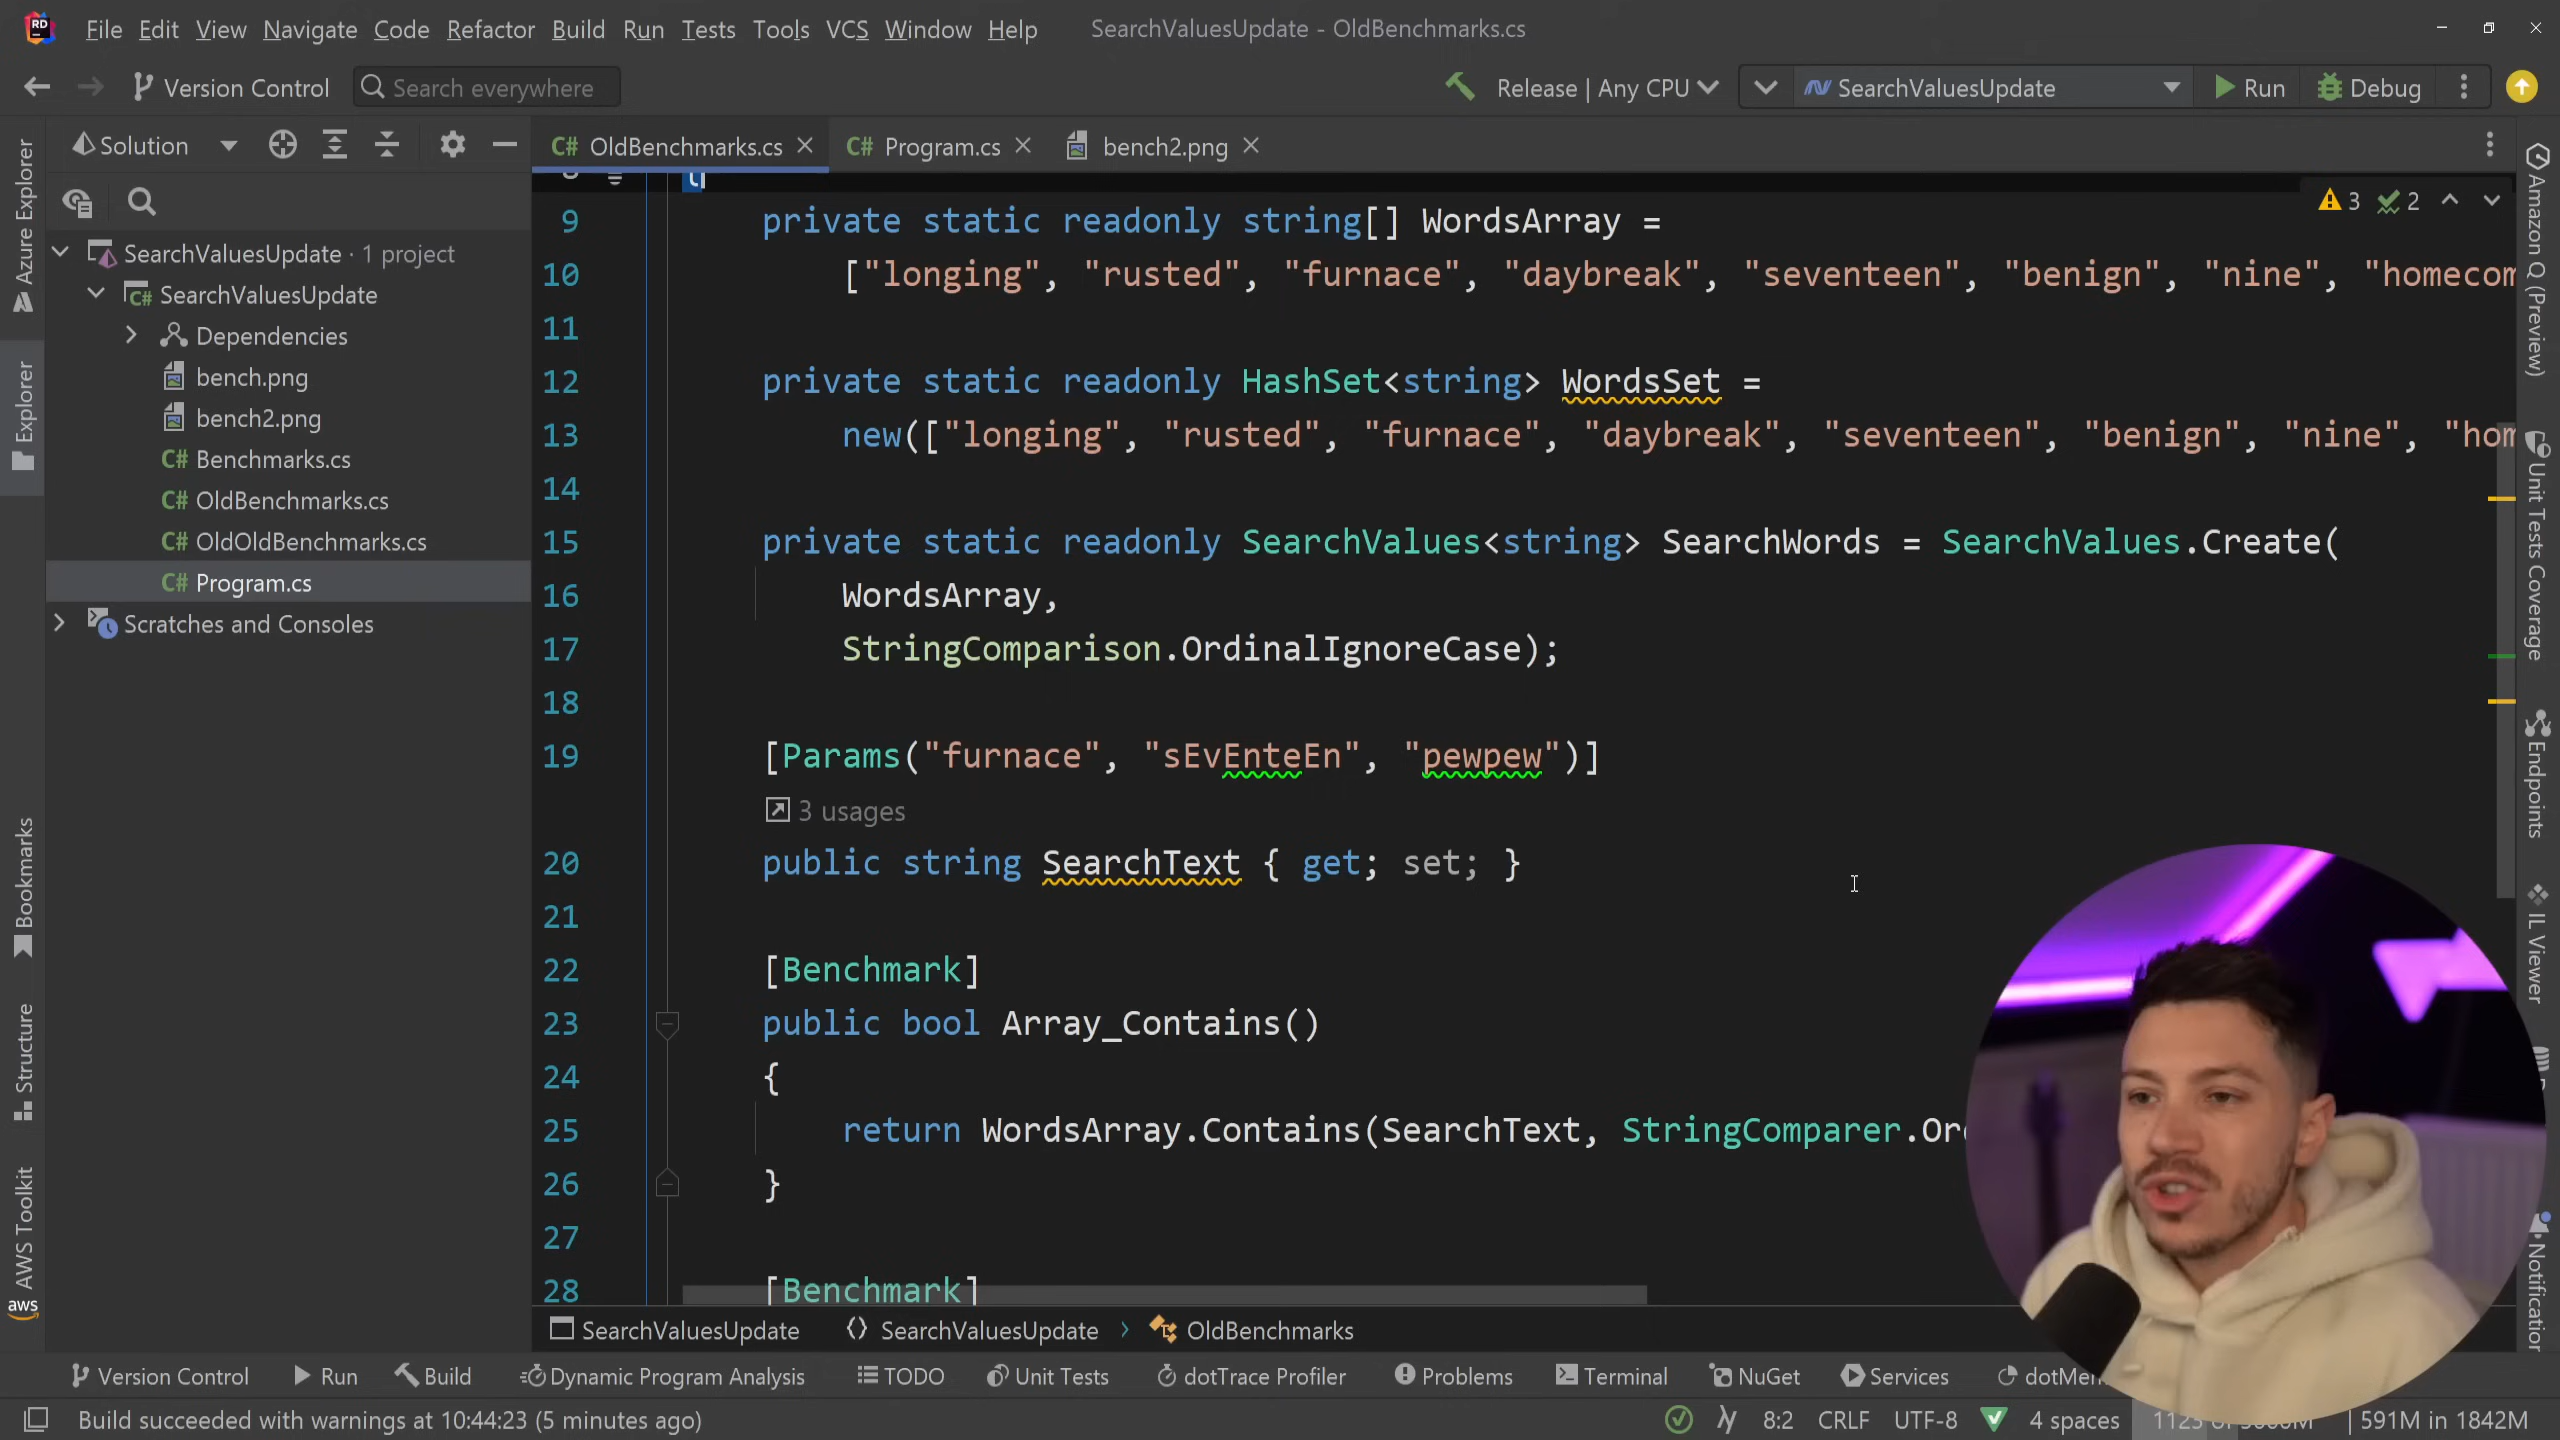 File Edit View Navigate Code Refactor Build Run Tests Tools VCS Window Help SearchValuesUpdate - OldBenchmarks.cs
Version Control Search everywhere Release | Any CPU SearchValuesUpdate Run Debug
Solution
OldBenchmarks.cs Program.cs bench2.png
SearchValuesUpdate · 1 project
SearchValuesUpdate
Dependencies
bench.png
bench2.png
Benchmarks.cs
OldBenchmarks.cs
OldOldBenchmarks.cs
Program.cs
Scratches and Consoles
3 2
9 private static readonly string[] WordsArray =
10 ["longing", "rusted", "furnace", "daybreak", "seventeen", "benign", "nine", "homecom
11
12 private static readonly HashSet<string> WordsSet =
13 new(["longing", "rusted", "furnace", "daybreak", "seventeen", "benign", "nine", "hom
14
15 private static readonly SearchValues<string> SearchWords = SearchValues.Create(
16 WordsArray,
17 StringComparison.OrdinalIgnoreCase);
18
19 [Params("furnace", "sEvEnteEn", "pewpew")]
3 usages
20 public string SearchText { get; set; }
21
22 [Benchmark]
23 public bool Array_Contains()
24 {
25 return WordsArray.Contains(SearchText, StringComparer.Or
26 }
27
28 [Benchmark]
SearchValuesUpdate SearchValuesUpdate › OldBenchmarks
Version Control Run Build Dynamic Program Analysis TODO Unit Tests dotTrace Profiler Problems Terminal NuGet Services dotMem
Build succeeded with warnings at 10:44:23 (5 minutes ago) 8:2 CRLF UTF-8 4 spaces 591M in 1842M
Azure Explorer
Explorer
Bookmarks
Structure
AWS Toolkit
aws
Amazon Q (Preview)
Unit Tests Coverage
Endpoints
IL Viewer
Notification